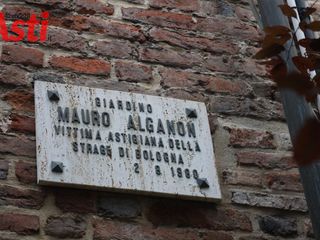 Asti
GIARDINO
MAURO ALGANON
VITTIMA ASTIGIANA DELLA
STRAGE DI BOLOGNA
2 8 1980